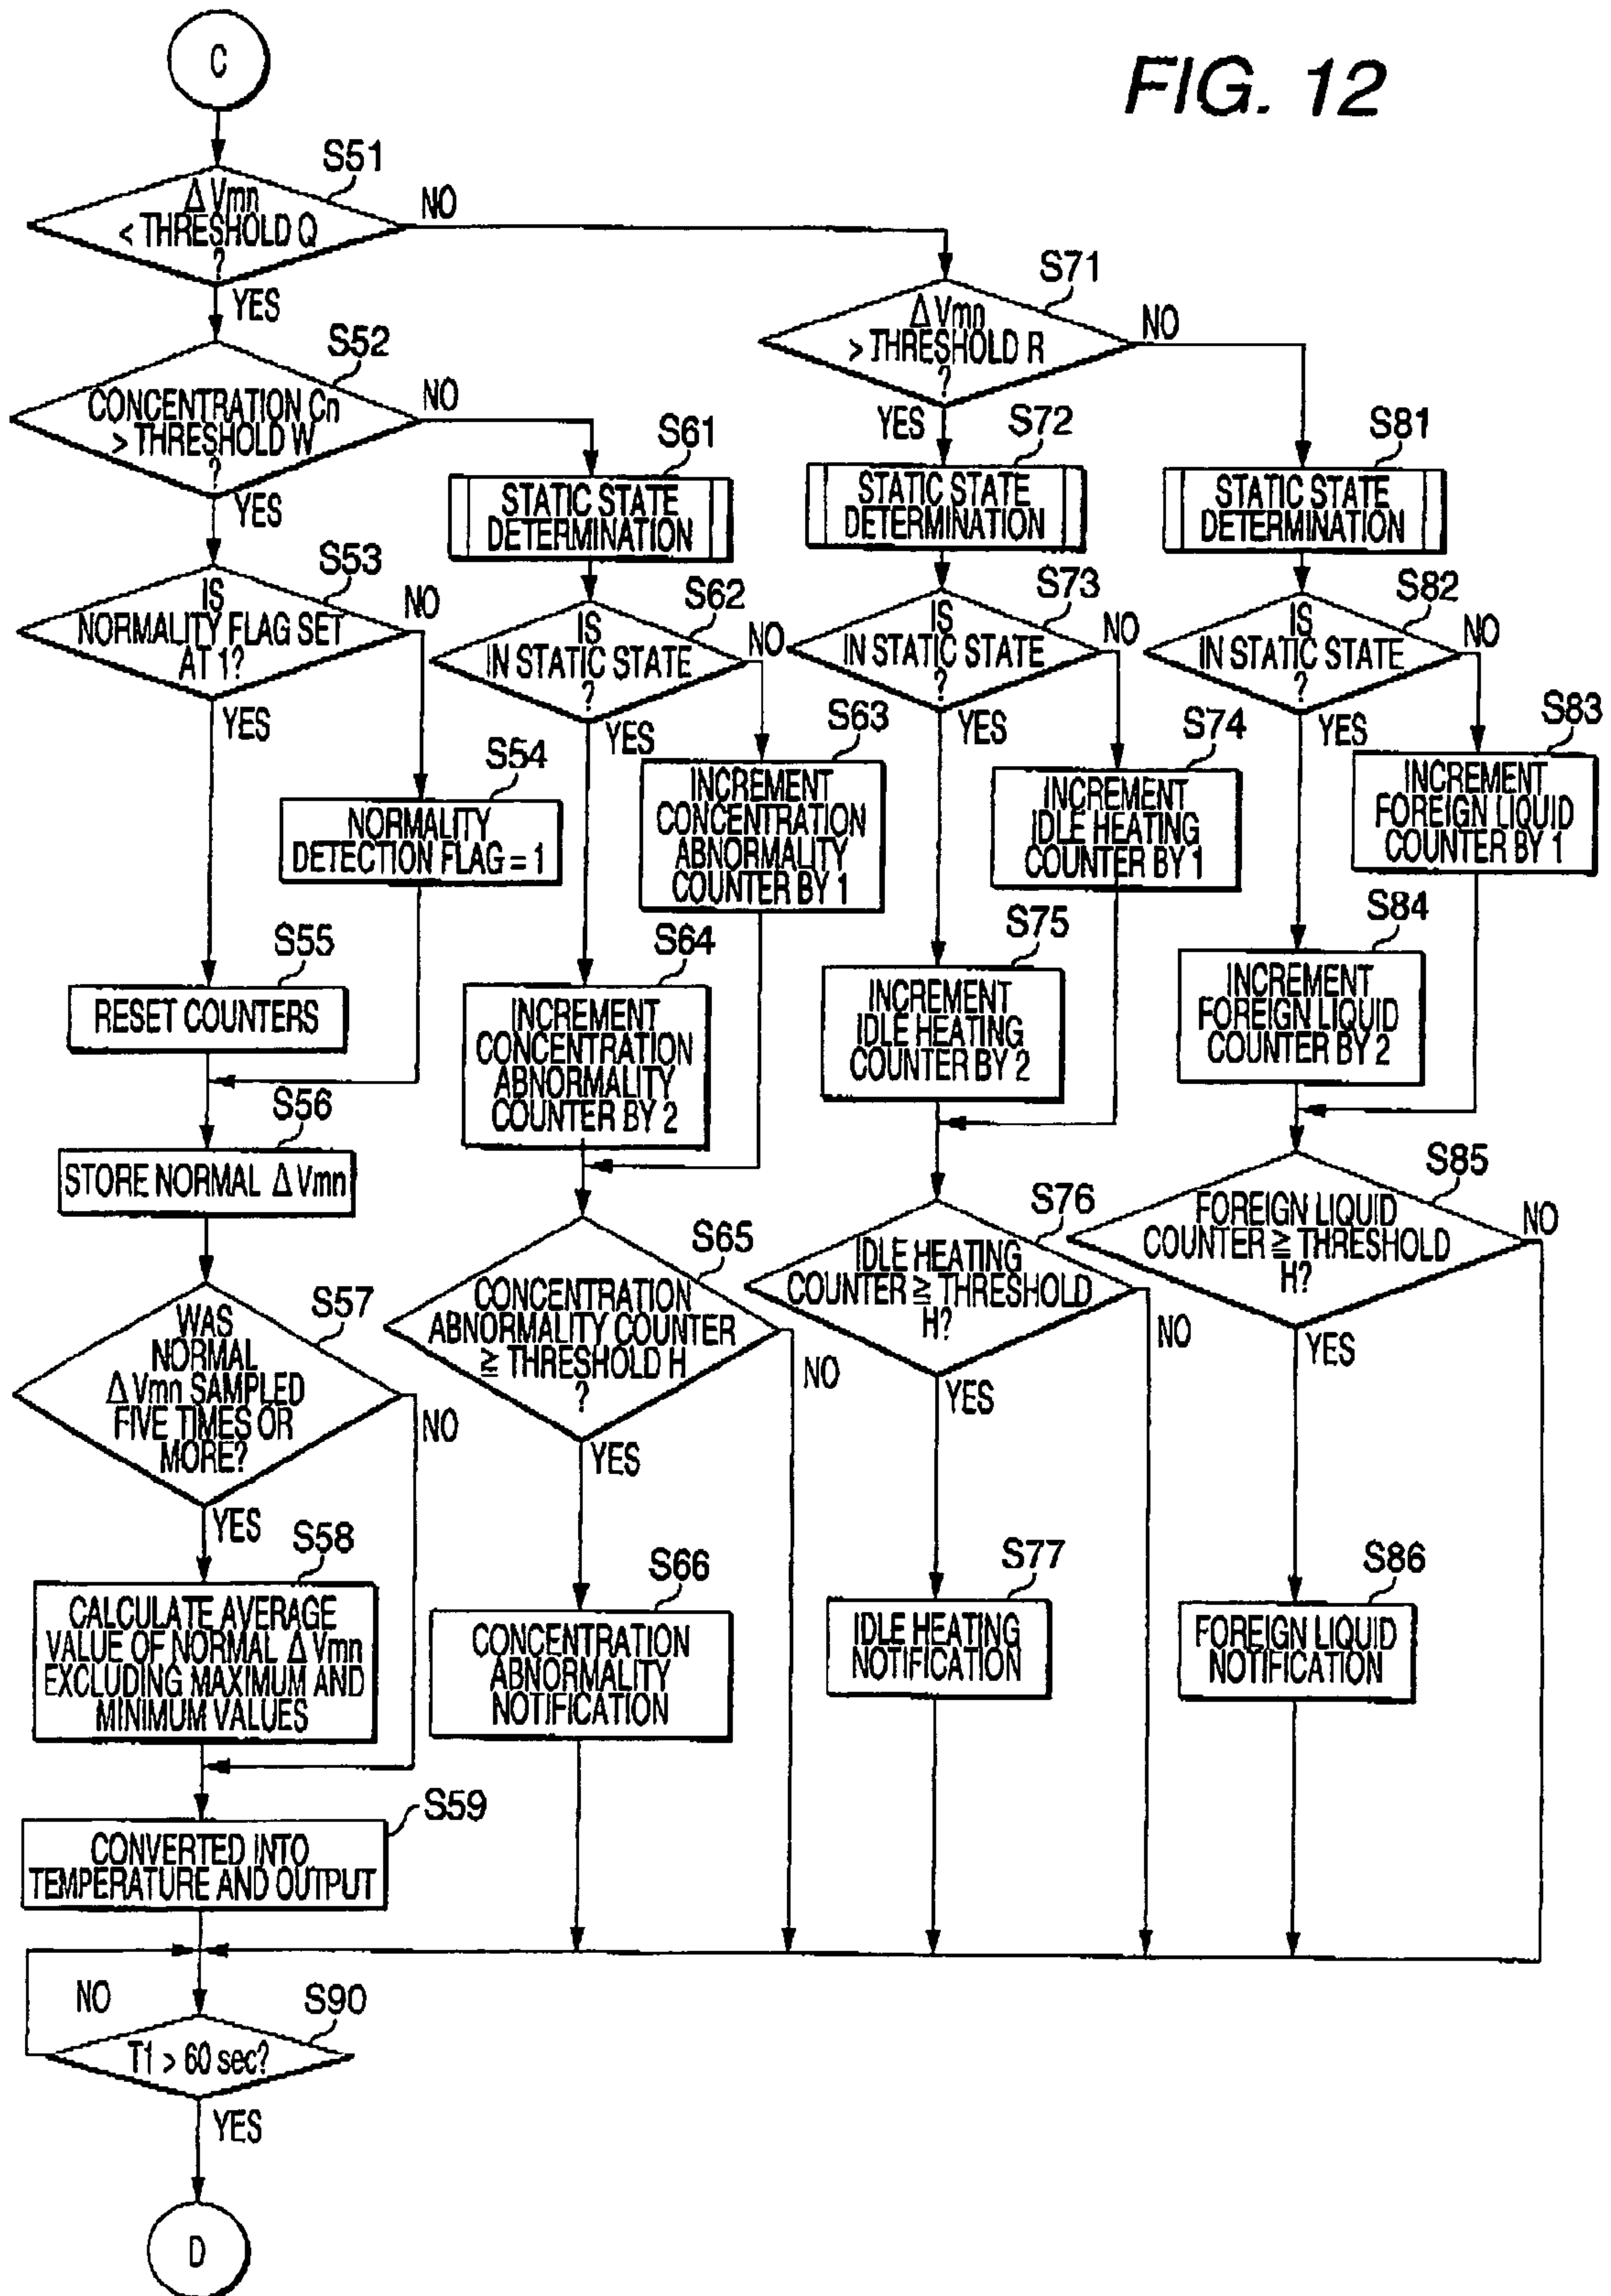 FIG. 12
C
S51
Δ Vmn
< THRESHOLD Q
?
NO
YES
S52
CONCENTRATION Cn
> THRESHOLD W
?
NO
YES
S53
IS
NORMALITY FLAG SET
AT 1?
NO
YES
S54
NORMALITY
DETECTION FLAG = 1
S55
RESET COUNTERS
S56
STORE NORMAL Δ Vmn
S57
WAS
NORMAL
Δ Vmn SAMPLED
FIVE TIMES OR
MORE?
NO
YES
S58
CALCULATE AVERAGE
VALUE OF NORMAL Δ Vmn
EXCLUDING MAXIMUM AND
MINIMUM VALUES
S59
CONVERTED INTO
TEMPERATURE AND OUTPUT
S61
STATIC STATE
DETERMINATION
S62
IS
IN STATIC STATE
?
NO
YES
S63
INCREMENT
CONCENTRATION
ABNORMALITY
COUNTER BY 1
S64
INCREMENT
CONCENTRATION
ABNORMALITY
COUNTER BY 2
S65
CONCENTRATION
ABNORMALITY COUNTER
≧ THRESHOLD H
?
NO
YES
S66
CONCENTRATION
ABNORMALITY
NOTIFICATION
S71
Δ Vmn
> THRESHOLD R
?
NO
YES
S72
STATIC STATE
DETERMINATION
S73
IS
IN STATIC STATE
?
NO
YES
S74
INCREMENT
IDLE HEATING
COUNTER BY 1
S75
INCREMENT
IDLE HEATING
COUNTER BY 2
S76
IDLE HEATING
COUNTER ≧ THRESHOLD
H?
NO
YES
S77
IDLE HEATING
NOTIFICATION
S81
STATIC STATE
DETERMINATION
S82
IS
IN STATIC STATE
?
NO
YES
S83
INCREMENT
FOREIGN LIQUID
COUNTER BY 1
S84
INCREMENT
FOREIGN LIQUID
COUNTER BY 2
S85
FOREIGN LIQUID
COUNTER ≧ THRESHOLD
H?
NO
YES
S86
FOREIGN LIQUID
NOTIFICATION
NO
S90
T1 > 60 sec?
YES
D